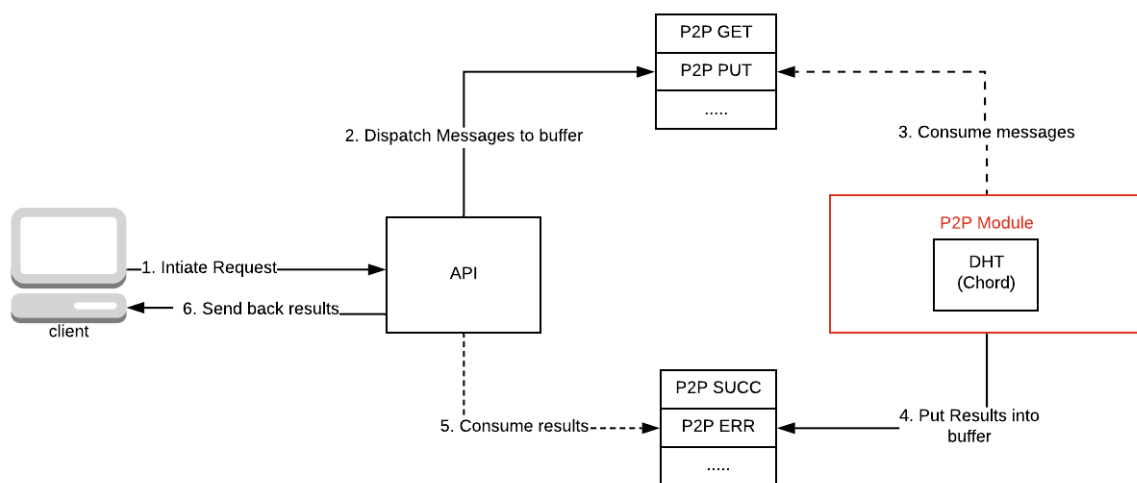 P2P GET
P2P PUT
.....
2. Dispatch Messages to buffer
3. Consume messages
P2P Module
DHT
(Chord)
API
1. Intiate Request
6. Send back results
client
P2P SUCC
P2P ERR
.....
5. Consume results
4. Put Results into
buffer